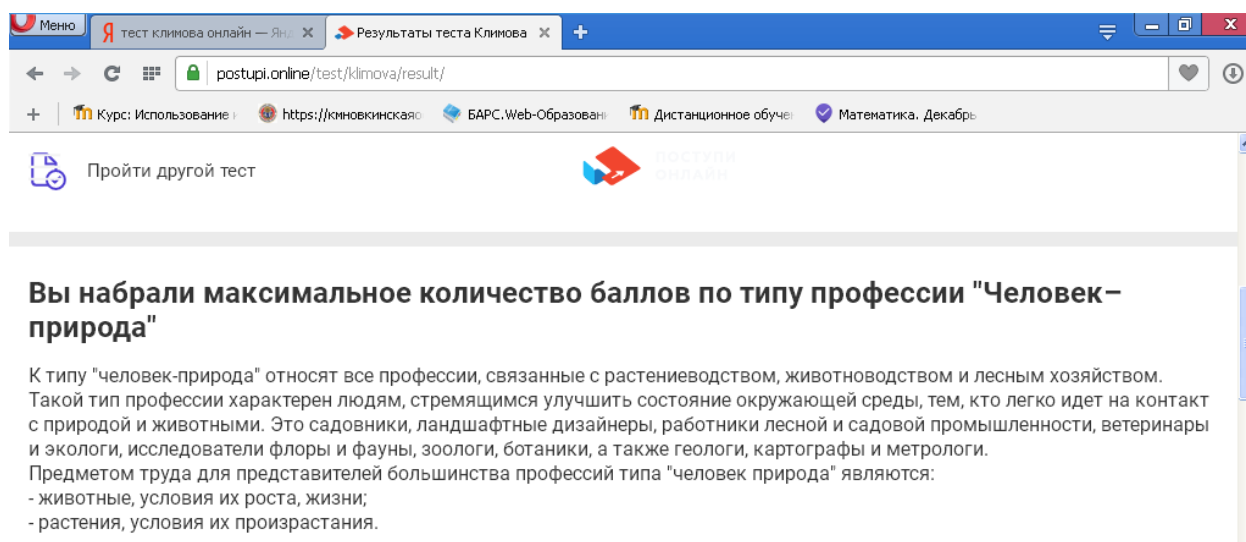 Меню
тест климова онлайн — Янд
Результаты теста Климова
postupi.online/test/klimova/result/
Курс: Использование
https://кмновкинскаяо
БАРС.Web-Образован
Дистанционное обуче
Математика. Декабрь
Пройти другой тест
ПОСТУПИ
ОНЛАЙН
Вы набрали максимальное количество баллов по типу профессии "Человек–
природа"
К типу "человек-природа" относят все профессии, связанные с растениеводством, животноводством и лесным хозяйством.
Такой тип профессии характерен людям, стремящимся улучшить состояние окружающей среды, тем, кто легко идет на контакт
с природой и животными. Это садовники, ландшафтные дизайнеры, работники лесной и садовой промышленности, ветеринары
и экологи, исследователи флоры и фауны, зоологи, ботаники, а также геологи, картографы и метрологи.
Предметом труда для представителей большинства профессий типа "человек природа" являются:
- животные, условия их роста, жизни;
- растения, условия их произрастания.